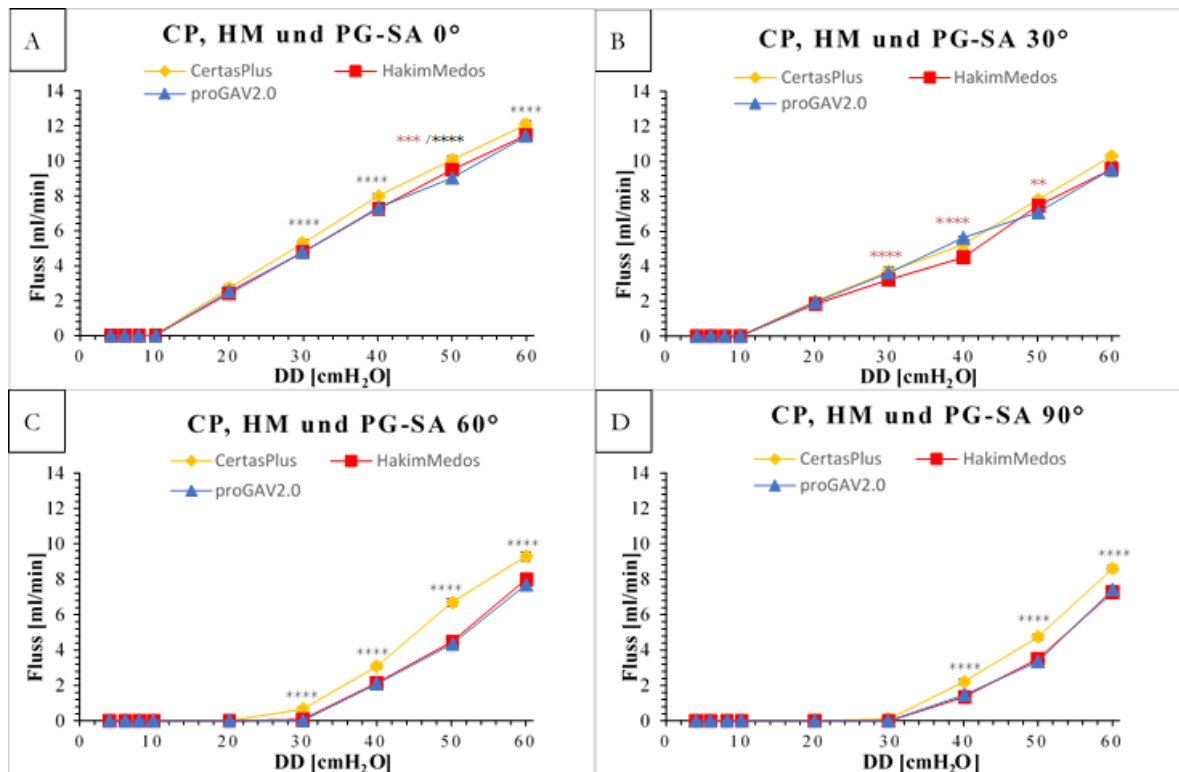 A
CP, HM und PG-SA 0°
CertasPlus
HakimMedos
proGAV2.0
Fluss [ml/min]
14
12
10
8
6
4
2
0
****
****
***/****
****
0 10 20 30 40 50 60
DD [cmH₂O]
B
CP, HM und PG-SA 30°
CertasPlus
HakimMedos
proGAV2.0
Fluss [ml/min]
14
12
10
8
6
4
2
0
****
****
**
0 10 20 30 40 50 60
DD [cmH₂O]
C
CP, HM und PG-SA 60°
CertasPlus
HakimMedos
proGAV2.0
Fluss [ml/min]
14
12
10
8
6
4
2
0
****
****
****
****
0 10 20 30 40 50 60
DD [cmH₂O]
D
CP, HM und PG-SA 90°
CertasPlus
HakimMedos
proGAV2.0
Fluss [ml/min]
14
12
10
8
6
4
2
0
****
****
****
0 10 20 30 40 50 60
DD [cmH₂O]